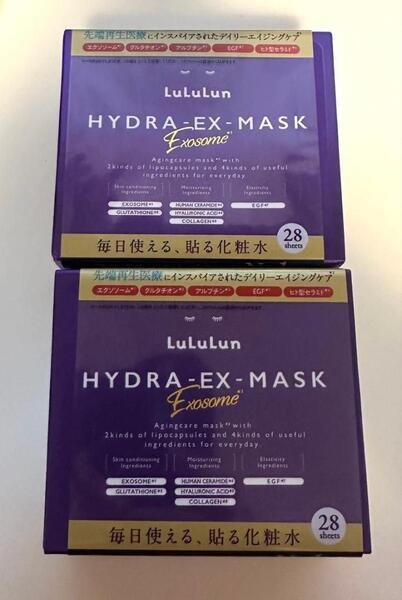 先端再生医療にインスパイアされたデイリーエイジングケア
エクソソーム グルタチオン アルブチン EGF ヒト型セラミド
LuLuLun
HYDRA-EX-MASK
Exosome
Agingcare mask with
2kinds of lipocapsules and 4kinds of useful
ingredients for everyday.
Skin conditioning Ingredients
Moisturizing Ingredients
Elasticity Ingredients
EXOSOME HUMAN CERAMIDE EGF
GLUTATHIONE HYALURONIC ACID
COLLAGEN
毎日使える、貼る化粧水
28 sheets
先端再生医療にインスパイアされたデイリーエイジングケア
エクソソーム グルタチオン アルブチン EGF ヒト型セラミド
LuLuLun
HYDRA-EX-MASK
Exosome
Agingcare mask with
2kinds of lipocapsules and 4kinds of useful
ingredients for everyday.
Skin conditioning Ingredients
Moisturizing Ingredients
Elasticity Ingredients
EXOSOME HUMAN CERAMIDE EGF
GLUTATHIONE HYALURONIC ACID
COLLAGEN
毎日使える、貼る化粧水
28 sheets